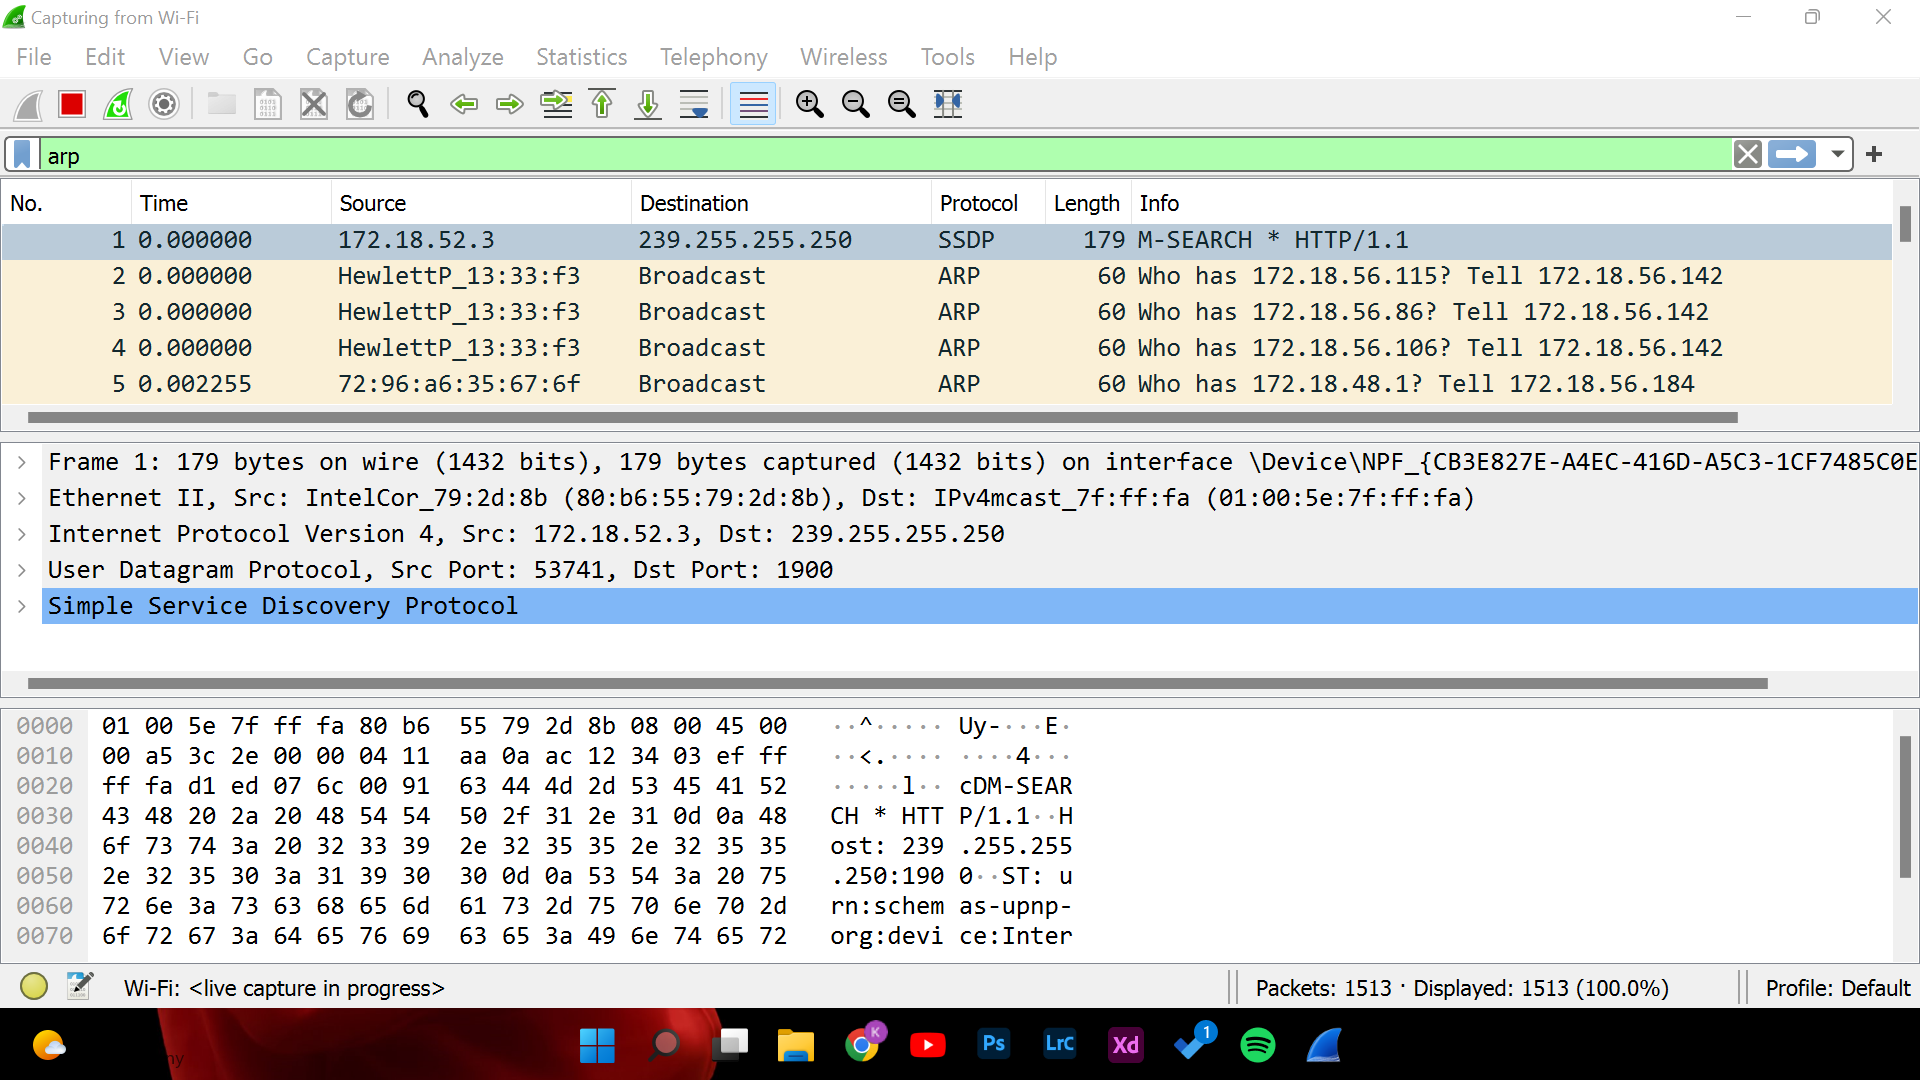 Capturing from Wi-Fi
File Edit View Go Capture Analyze Statistics Telephony Wireless Tools Help
arp
No. Time Source Destination Protocol Length Info
1 0.000000 172.18.52.3 239.255.255.250 SSDP 179 M-SEARCH * HTTP/1.1
2 0.000000 HewlettP_13:33:f3 Broadcast ARP 60 Who has 172.18.56.115? Tell 172.18.56.142
3 0.000000 HewlettP_13:33:f3 Broadcast ARP 60 Who has 172.18.56.86? Tell 172.18.56.142
4 0.000000 HewlettP_13:33:f3 Broadcast ARP 60 Who has 172.18.56.106? Tell 172.18.56.142
5 0.002255 72:96:a6:35:67:6f Broadcast ARP 60 Who has 172.18.48.1? Tell 172.18.56.184
Frame 1: 179 bytes on wire (1432 bits), 179 bytes captured (1432 bits) on interface \Device\NPF_{CB3E827E-A4EC-416D-A5C3-1CF7485C0E
Ethernet II, Src: IntelCor_79:2d:8b (80:b6:55:79:2d:8b), Dst: IPv4mcast_7f:ff:fa (01:00:5e:7f:ff:fa)
Internet Protocol Version 4, Src: 172.18.52.3, Dst: 239.255.255.250
User Datagram Protocol, Src Port: 53741, Dst Port: 1900
Simple Service Discovery Protocol
0000 01 00 5e 7f ff fa 80 b6 55 79 2d 8b 08 00 45 00 ··^····· Uy-···E·
0010 00 a5 3c 2e 00 00 04 11 aa 0a ac 12 34 03 ef ff ··<.···· ····4···
0020 ff fa d1 ed 07 6c 00 91 63 44 4d 2d 53 45 41 52 ·····l·· cDM-SEAR
0030 43 48 20 2a 20 48 54 54 50 2f 31 2e 31 0d 0a 48 CH * HTT P/1.1··H
0040 6f 73 74 3a 20 32 33 39 2e 32 35 35 2e 32 35 35 ost: 239 .255.255
0050 2e 32 35 30 3a 31 39 30 30 0d 0a 53 54 3a 20 75 .250:190 0··ST: u
0060 72 6e 3a 73 63 68 65 6d 61 73 2d 75 70 6e 70 2d rn:schem as-upnp-
0070 6f 72 67 3a 64 65 76 69 63 65 3a 49 6e 74 65 72 org:devi ce:Inter
Wi-Fi: <live capture in progress> Packets: 1513 · Displayed: 1513 (100.0%) Profile: Default
K Ps LrC Xd 1